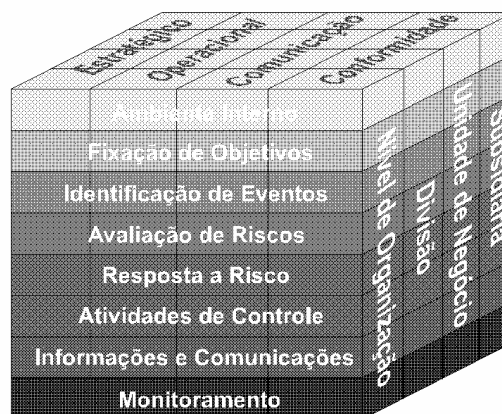 Estratégico
Operacional
Comunicação
Conformidade
Ambiente Interno
Fixação de Objetivos
Identificação de Eventos
Avaliação de Riscos
Resposta a Risco
Atividades de Controle
Informações e Comunicações
Monitoramento
Nível de Organização
Divisão
Unidade de Negócio
Subsidiária